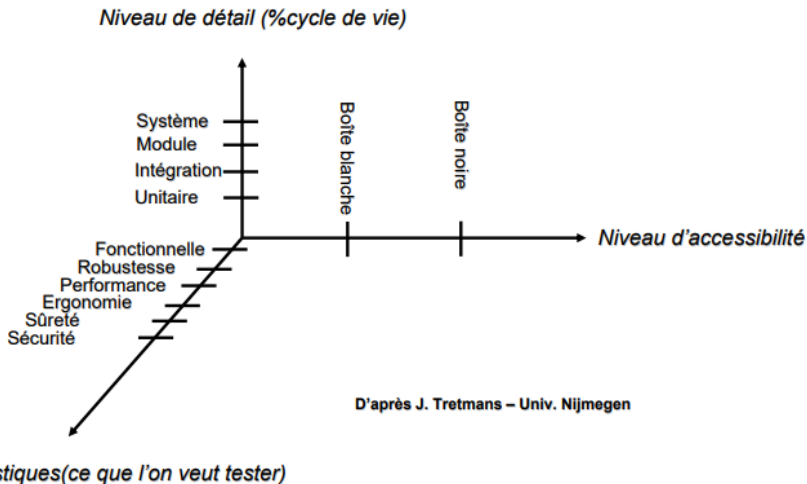 Niveau de détail (%cycle de vie)
Système
Module
Intégration
Unitaire
Boîte blanche
Boîte noire
Niveau d'accessibilité
Fonctionnelle
Robustesse
Performance
Ergonomie
Sûreté
Sécurité
D'après J. Tretmans – Univ. Nijmegen
stiques(ce que l'on veut tester)